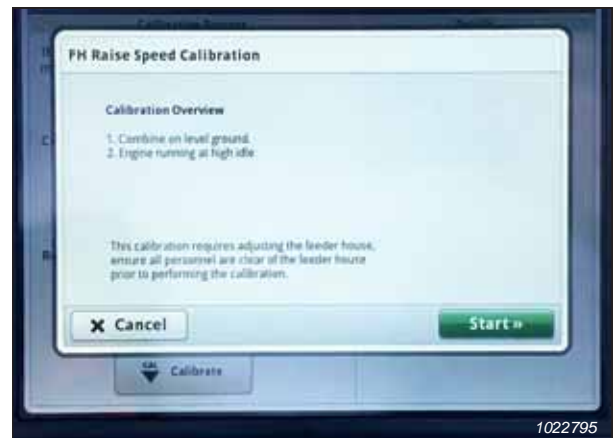 FH Raise Speed Calibration
Calibration Overview
1. Combine on level ground.
2. Engine running at high idle
This calibration requires adjusting the feeder house,
ensure all personnel are clear of the feeder house
prior to performing the calibration.
Cancel
Start »
CAL
Calibrate
1022795